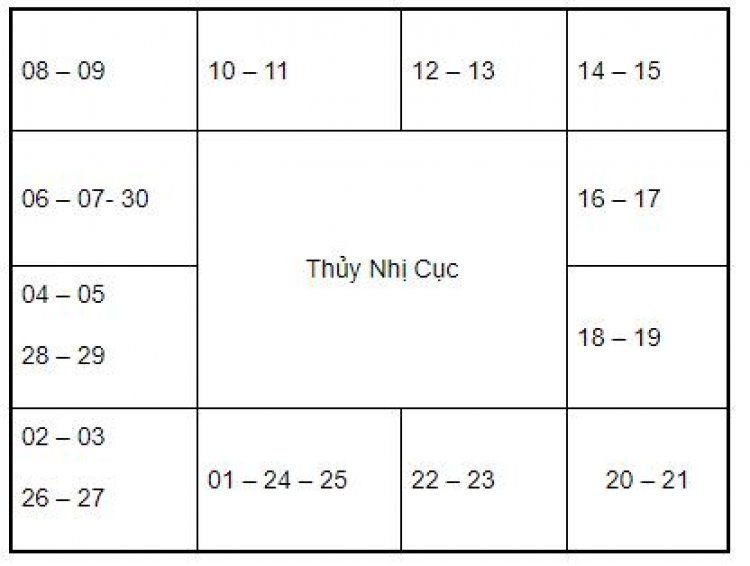 08 – 09
10 – 11
12 – 13
14 – 15
06 – 07- 30
16 – 17
Thủy Nhị Cục
04 – 05
28 – 29
18 – 19
02 – 03
26 – 27
01 – 24 – 25
22 – 23
20 – 21